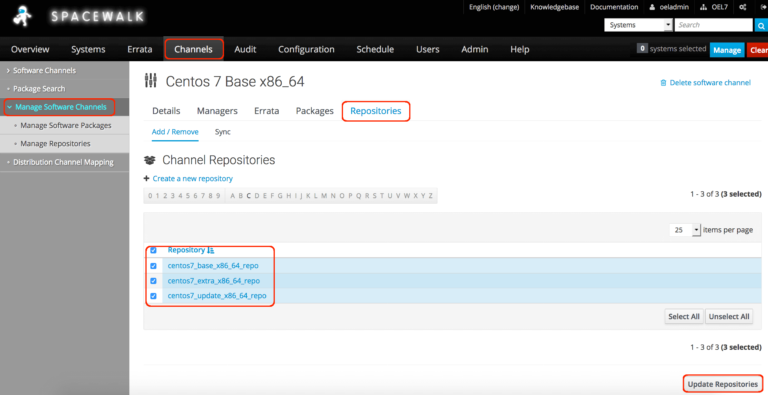 SPACEWALK
English (change) Knowledgebase Documentation oeladmin OEL7
Systems Search
Overview Systems Errata Channels Audit Configuration Schedule Users Admin Help 0 systems selected Manage Clear
Software Channels
Package Search
Manage Software Channels
Manage Software Packages
Manage Repositories
Distribution Channel Mapping
Centos 7 Base x86_64
Delete software channel
Details Managers Errata Packages Repositories
Add / Remove Sync
Channel Repositories
+ Create a new repository
0 1 2 3 4 5 6 7 8 9 A B C D E F G H I J K L M N O P Q R S T U V W X Y Z
1 - 3 of 3 (3 selected)
25 items per page
Repository
centos7_base_x86_64_repo
centos7_extra_x86_64_repo
centos7_update_x86_64_repo
Select All Unselect All
1 - 3 of 3 (3 selected)
Update Repositories